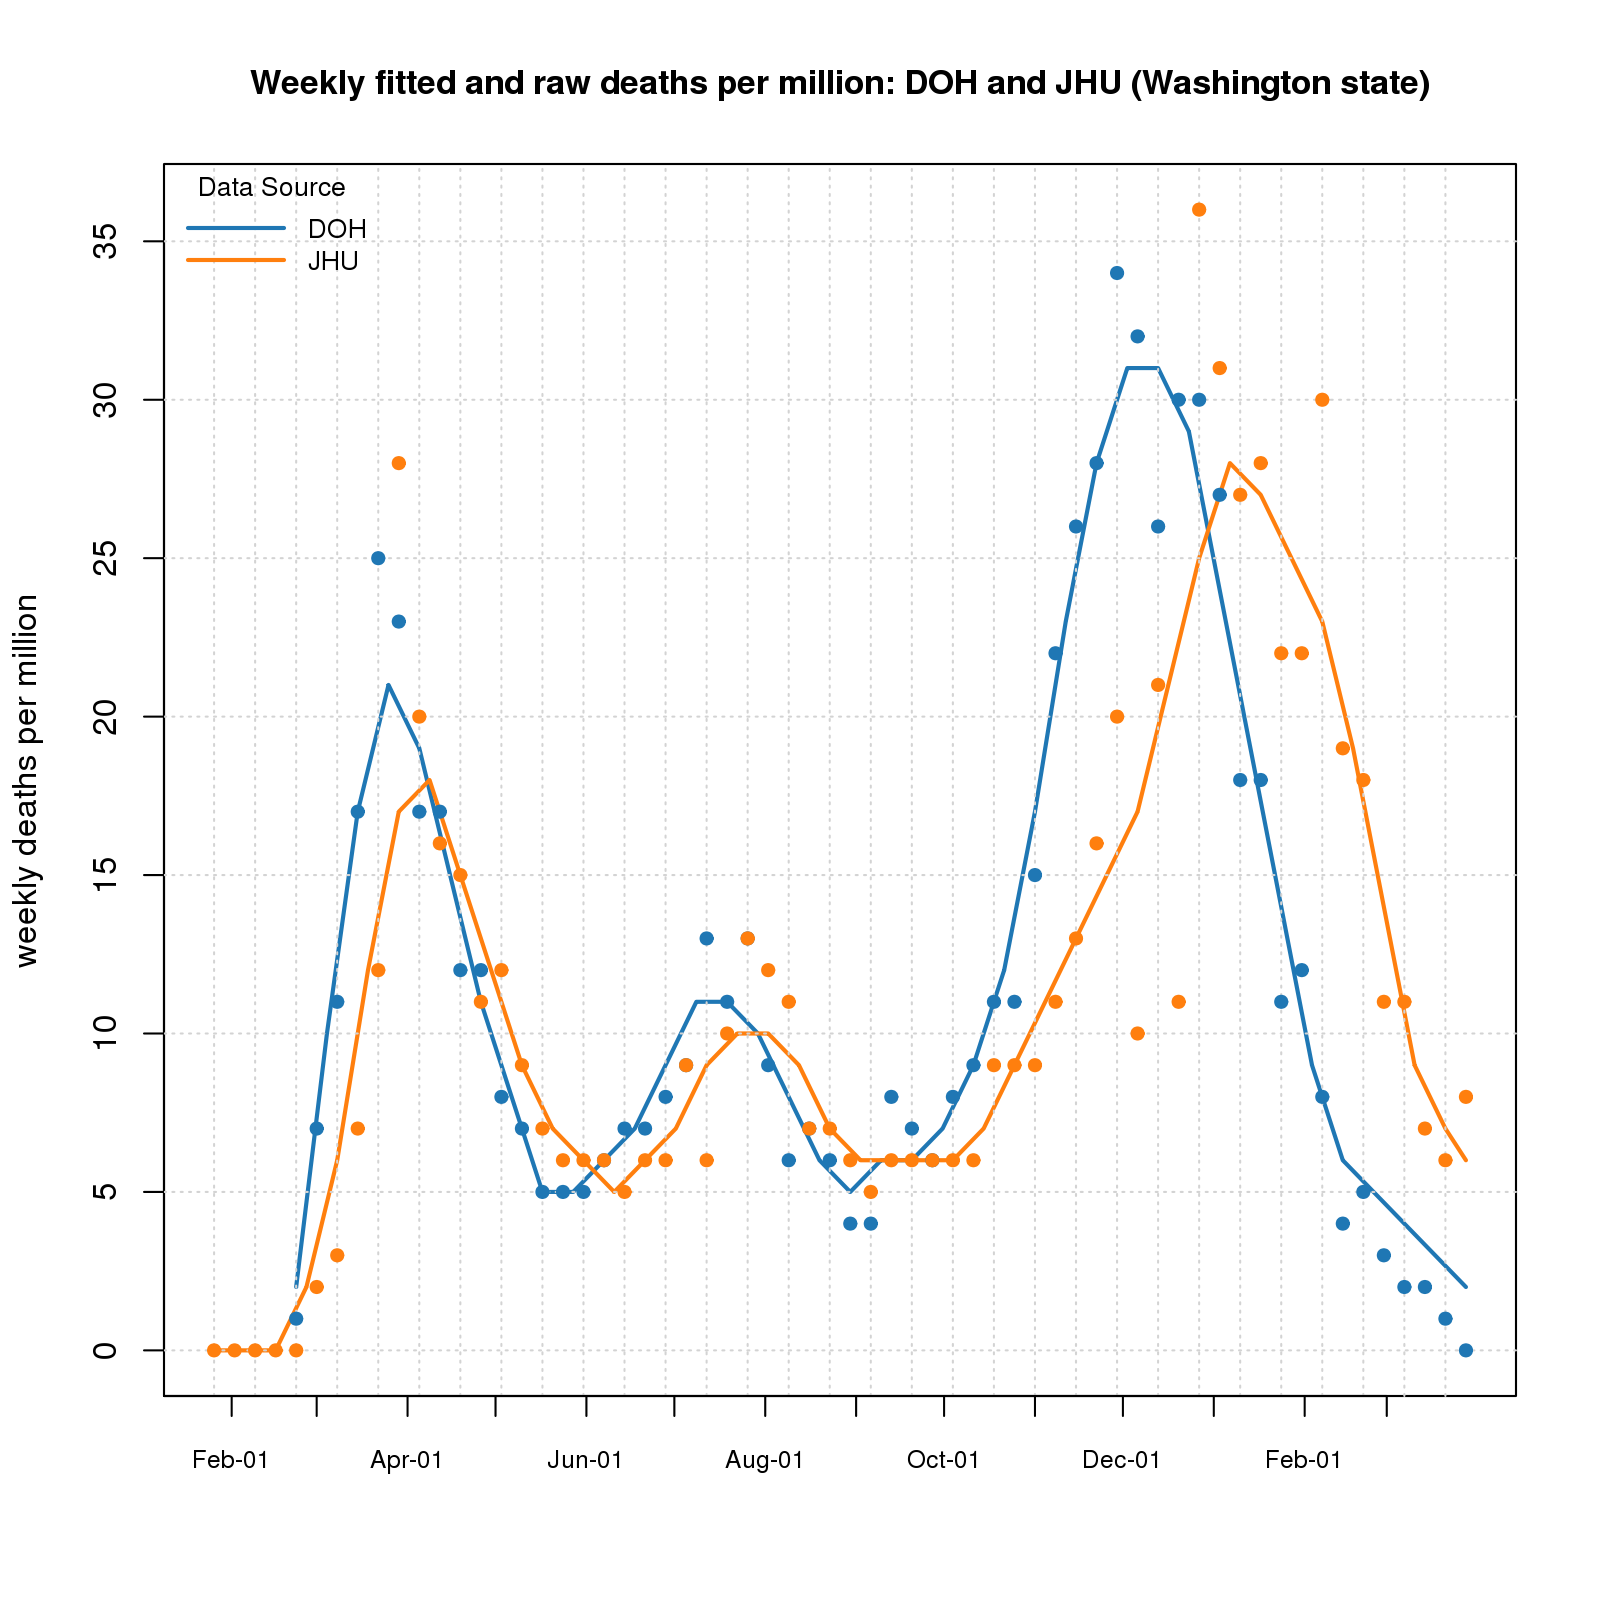 Weekly fitted and raw deaths per million: DOH and JHU (Washington state)
Data Source
DOH
JHU
35
30
25
20
15
10
5
0
weekly deaths per million
Feb-01 Apr-01 Jun-01 Aug-01 Oct-01 Dec-01 Feb-01